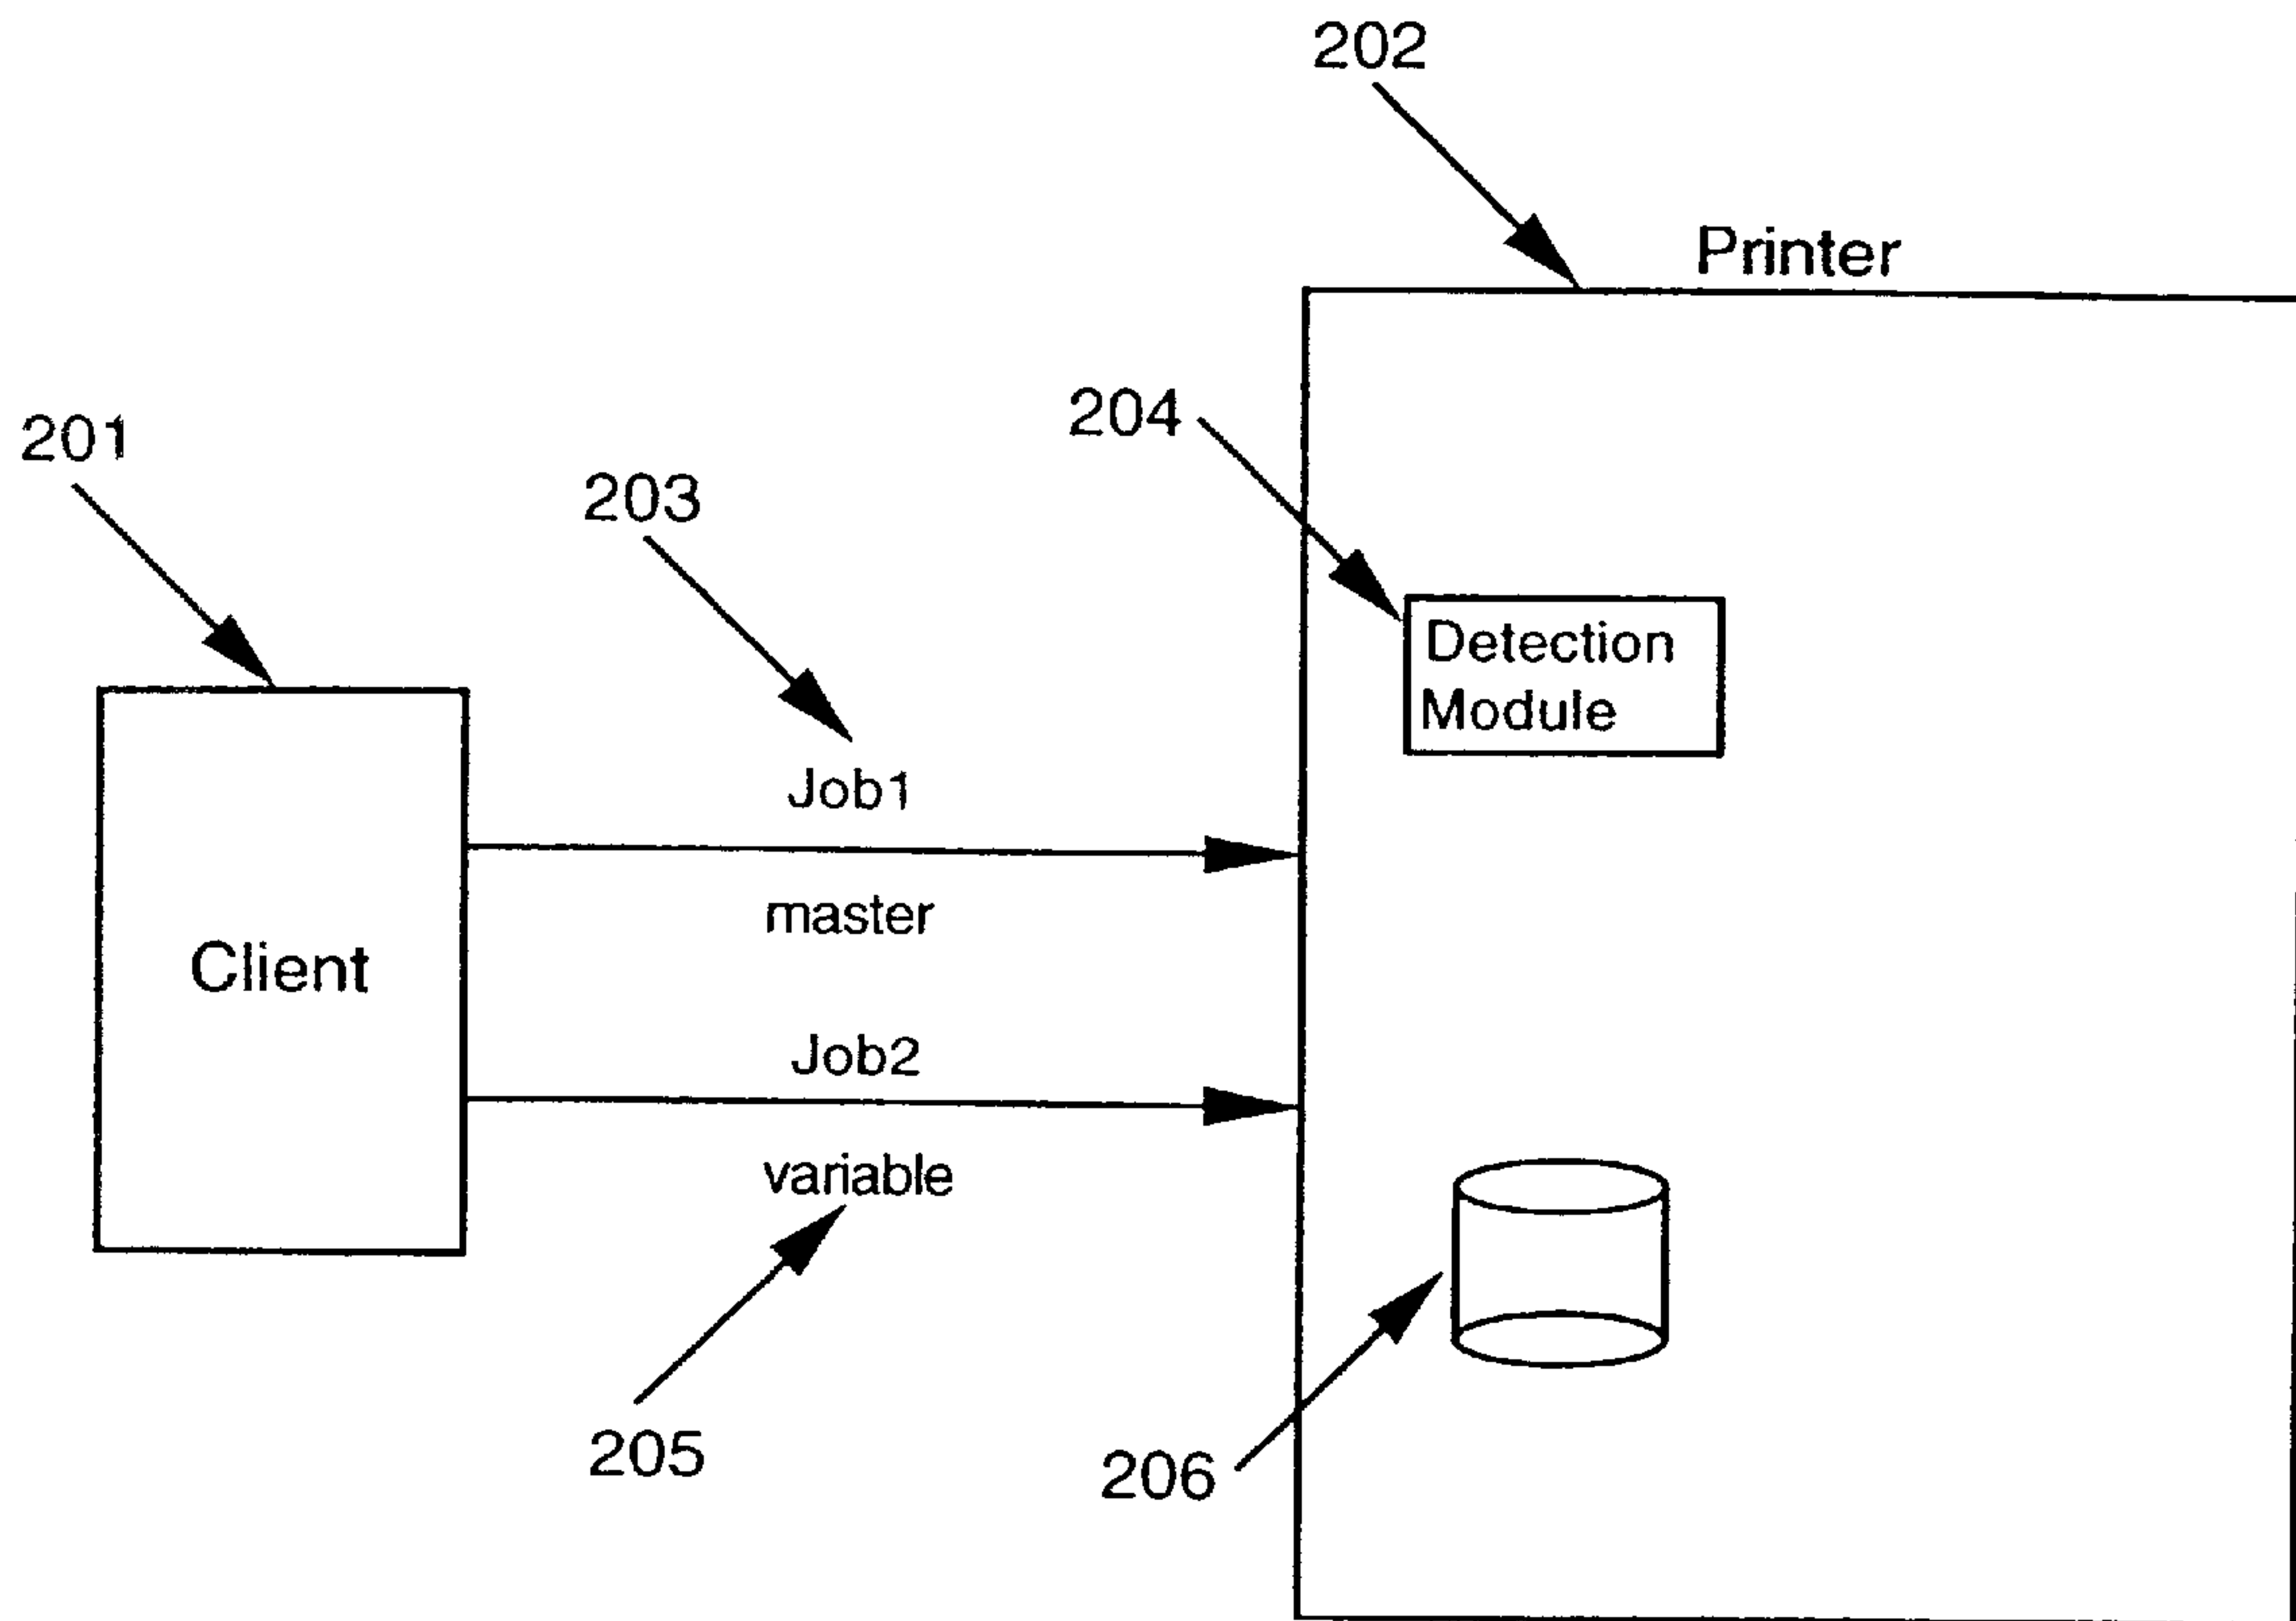 202
Printer
204
201
203
Detection
Module
Job1
master
Client
Job2
variable
205
206